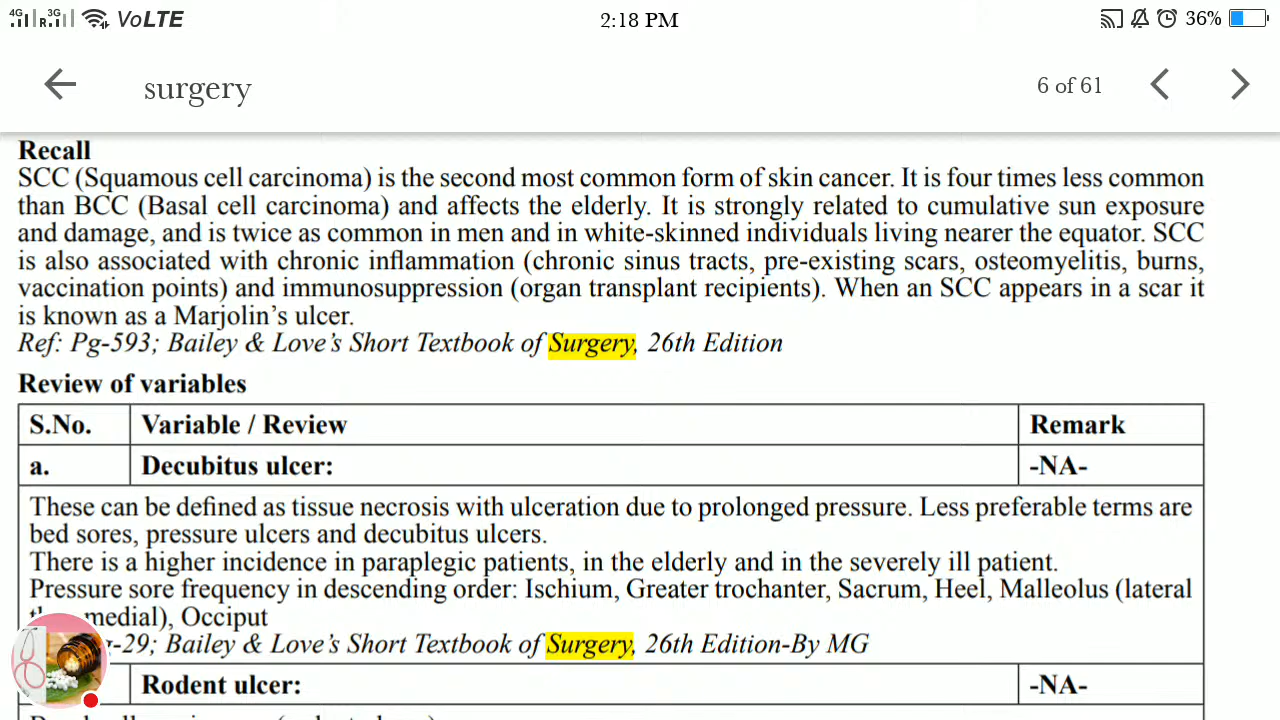 4G R 3G VoLTE 2:18 PM 36%
surgery 6 of 61
Recall
SCC (Squamous cell carcinoma) is the second most common form of skin cancer. It is four times less common
than BCC (Basal cell carcinoma) and affects the elderly. It is strongly related to cumulative sun exposure
and damage, and is twice as common in men and in white-skinned individuals living nearer the equator. SCC
is also associated with chronic inflammation (chronic sinus tracts, pre-existing scars, osteomyelitis, burns,
vaccination points) and immunosuppression (organ transplant recipients). When an SCC appears in a scar it
is known as a Marjolin's ulcer.
Ref: Pg-593; Bailey & Love's Short Textbook of Surgery, 26th Edition
Review of variables
S.No. Variable / Review Remark
a. Decubitus ulcer: -NA-
These can be defined as tissue necrosis with ulceration due to prolonged pressure. Less preferable terms are
bed sores, pressure ulcers and decubitus ulcers.
There is a higher incidence in paraplegic patients, in the elderly and in the severely ill patient.
Pressure sore frequency in descending order: Ischium, Greater trochanter, Sacrum, Heel, Malleolus (lateral
medial), Occiput
-29; Bailey & Love's Short Textbook of Surgery, 26th Edition-By MG
Rodent ulcer: -NA-